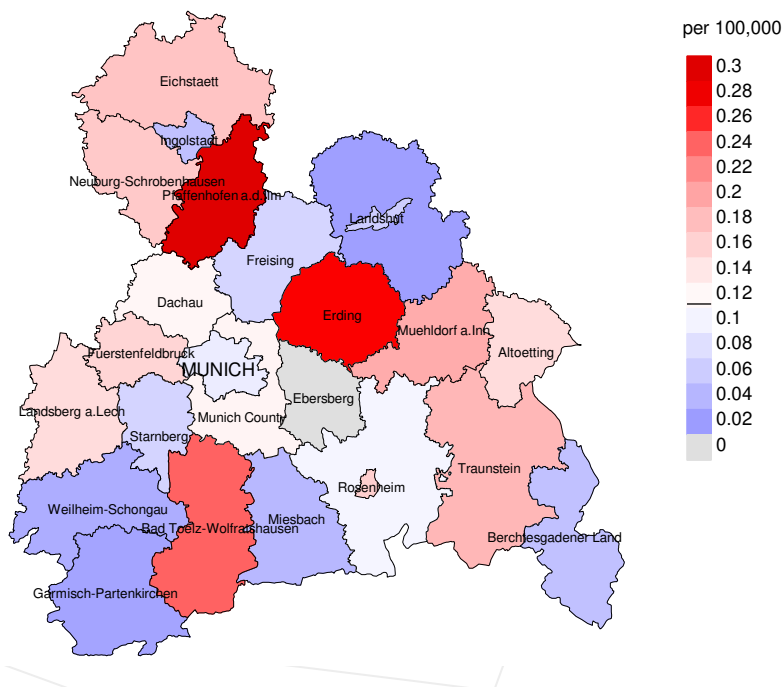 per 100,000
0.3
0.28
0.26
0.24
0.22
0.2
0.18
0.16
0.14
0.12
0.1
0.08
0.06
0.04
0.02
0
Eichstaett
Ingolstadt
Neuburg-Schrobenhausen
Pfaffenhofen a.d.Ilm
Landshut
Freising
Dachau
Erding
Muehldorf a.Inn
Altoetting
Fuerstenfeldbruck
MUNICH
Ebersberg
Landsberg a.Lech
Munich County
Starnberg
Traunstein
Rosenheim
Weilheim-Schongau
Miesbach
Bad Toelz-Wolfratshausen
Berchtesgadener Land
Garmisch-Partenkirchen